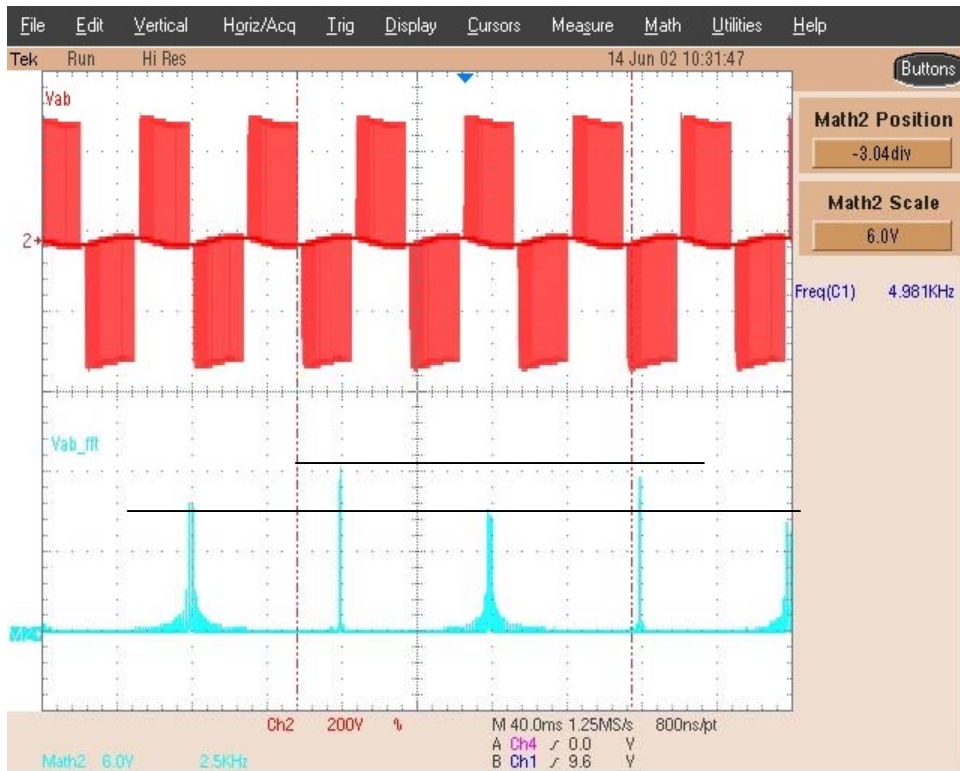 File Edit Vertical Horiz/Acq Trig Display Cursors Measure Math Utilities Help
Tek Run Hi Res 14 Jun 02 10:31:47
Buttons
Vab
Math2 Position
-3.04div
Math2 Scale
6.0V
2
Freq(C1) 4.981KHz
Vab_fft
Ch2 200V M 40.0ms 1.25MS/s 800ns/pt
A Ch4 0.0 V
B Ch1 9.6 V
Math2 6.0V 2.5KHz